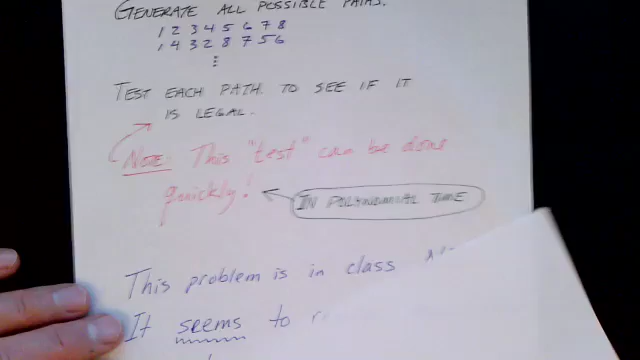 GENERATE ALL POSSIBLE PATHS.
1 2 3 4 5 6 7 8
1 4 3 2 8 7 5 6
⋮
TEST EACH PATH TO SEE IF IT
IS LEGAL.
NOTE: This "test" can be done
quickly!
IN POLYNOMIAL TIME
This problem is in class
It seems to